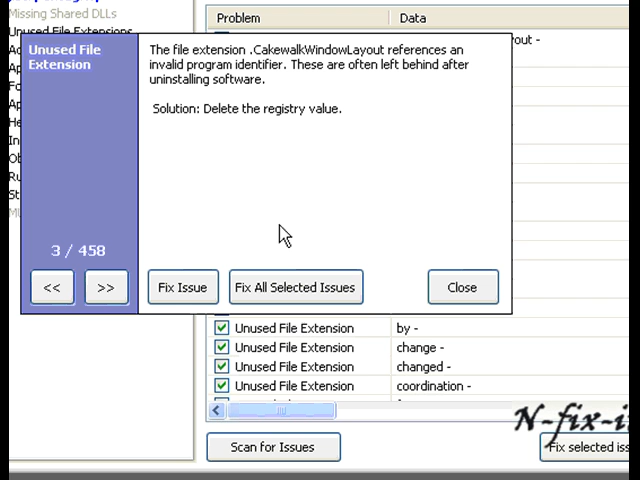 Missing Shared DLLs
Problem
Data
Unused File Extensions
Unused File
Extension
The file extension .CakewalkWindowLayout references an
invalid program identifier. These are often left behind after
uninstalling software.
Solution: Delete the registry value.
3 / 458
<<
>>
Fix Issue
Fix All Selected Issues
Close
Unused File Extension
by -
Unused File Extension
change -
Unused File Extension
changed -
Unused File Extension
coordination -
Scan for Issues
Fix selected iss
N-fix-i